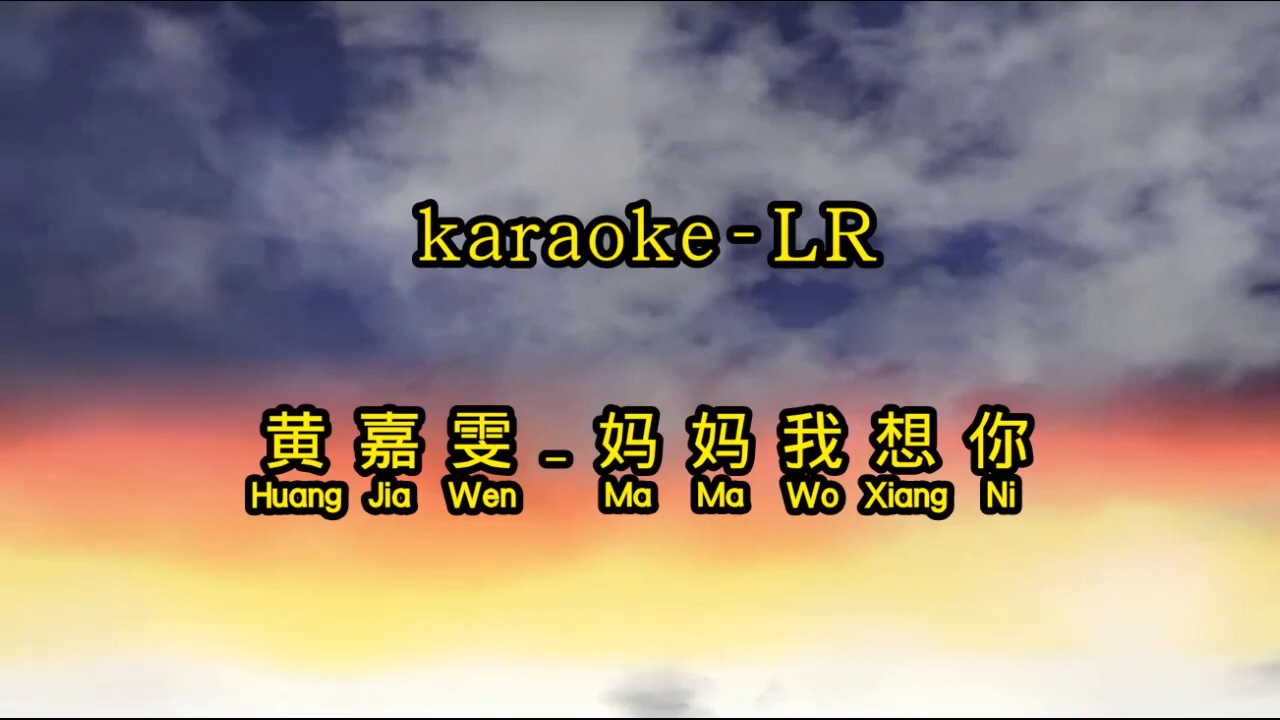 karaoke-LR
黄嘉雯-妈妈我想你
Huang Jia Wen Ma Ma Wo Xiang Ni